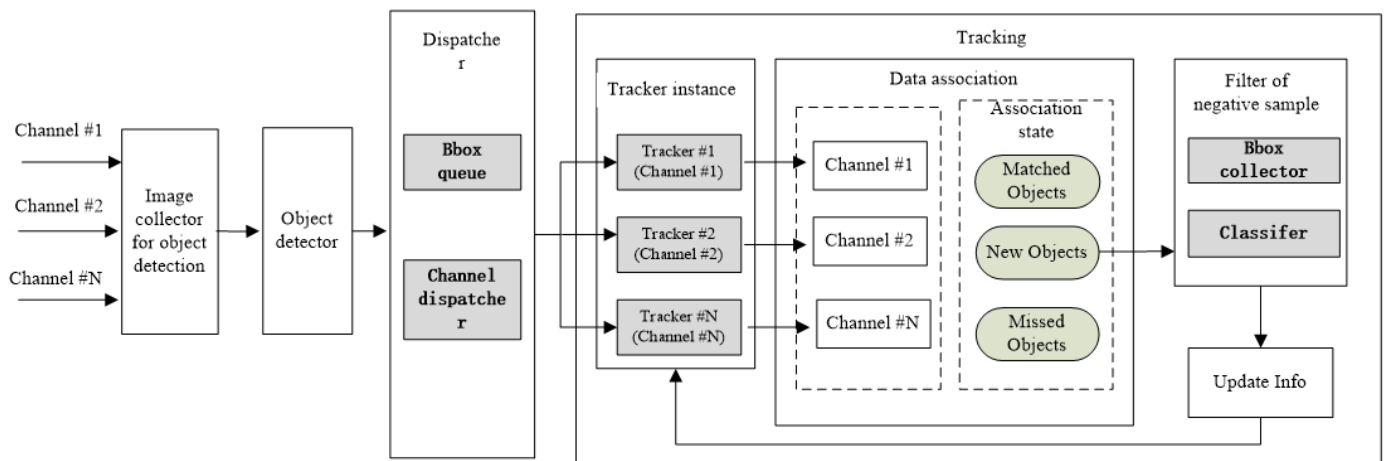 Channel #1
Channel #2
Channel #N
Image
collector
for object
detection
Object
detector
Dispatche
r
Bbox
queue
Channel
dispatche
r
Tracking
Tracker instance
Tracker #1
(Channel #1)
Tracker #2
(Channel #2)
Tracker #N
(Channel #N)
Data association
Channel #1
Channel #2
Channel #N
Association
state
Matched
Objects
New Objects
Missed
Objects
Filter of
negative sample
Bbox
collector
Classifer
Update Info